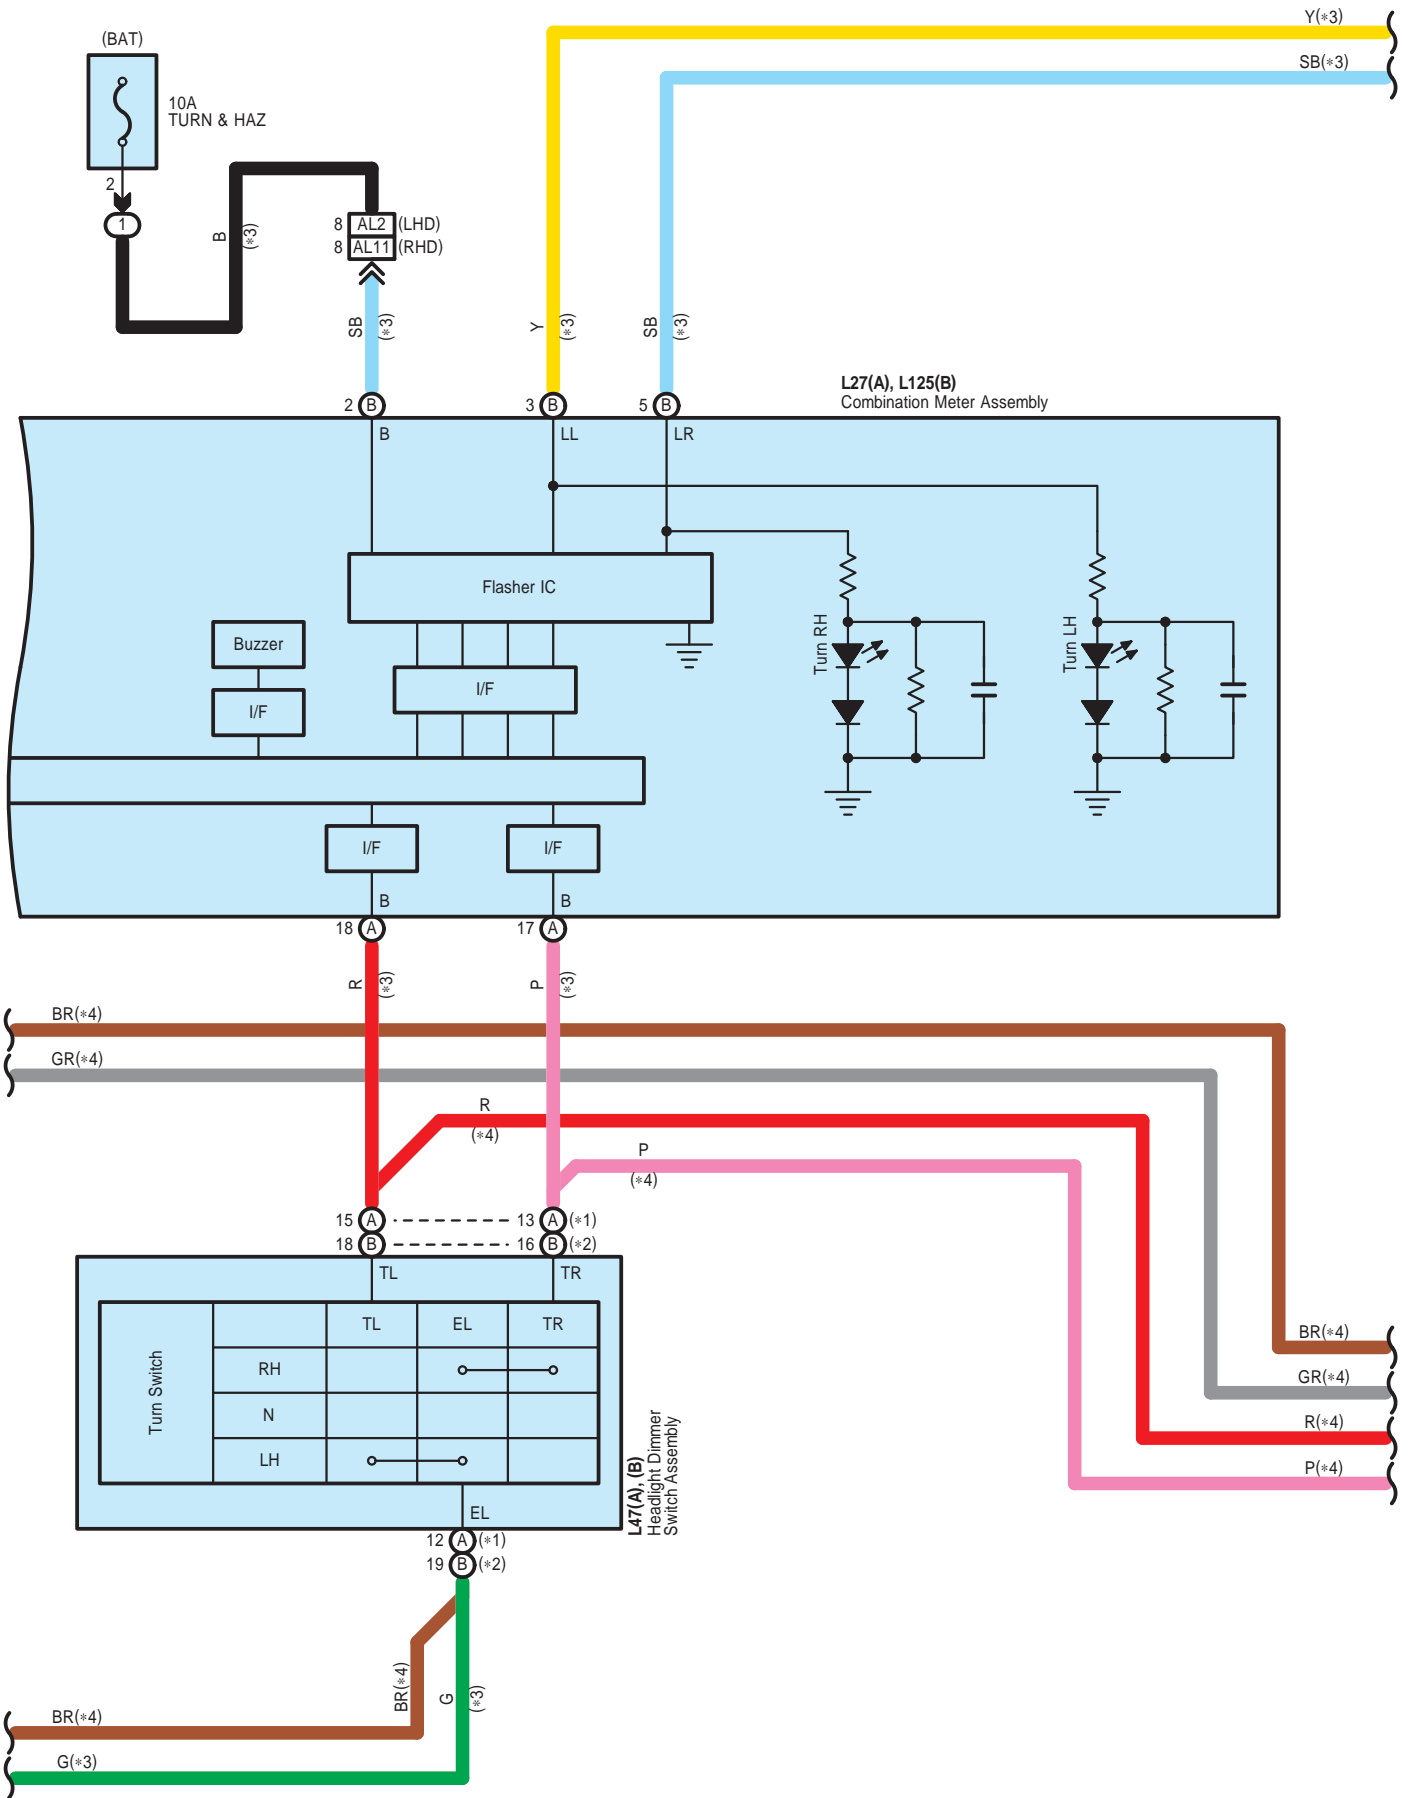 Y(∗3)
(BAT)
SB(∗3)
10A
TURN & HAZ
2
1
B
(∗3)
8 AL2 (LHD)
8 AL11 (RHD)
SB
(∗3)
Y
(∗3)
SB
(∗3)
L27(A), L125(B)
Combination Meter Assembly
2 B
3 B
5 B
B
LL
LR
Flasher IC
Buzzer
I/F
I/F
Turn RH
Turn LH
I/F
I/F
B
B
18 A
17 A
R
(∗3)
P
(∗3)
BR(∗4)
GR(∗4)
R
(∗4)
P
(∗4)
15 A
13 A (∗1)
18 B
16 B (∗2)
TL
TR
TL EL TR
Turn Switch
RH
N
LH
EL
L47(A), (B)
Headlight Dimmer
Switch Assembly
BR(∗4)
GR(∗4)
R(∗4)
P(∗4)
12 A (∗1)
19 B (∗2)
BR(∗4)
G
(∗3)
BR(∗4)
G(∗3)